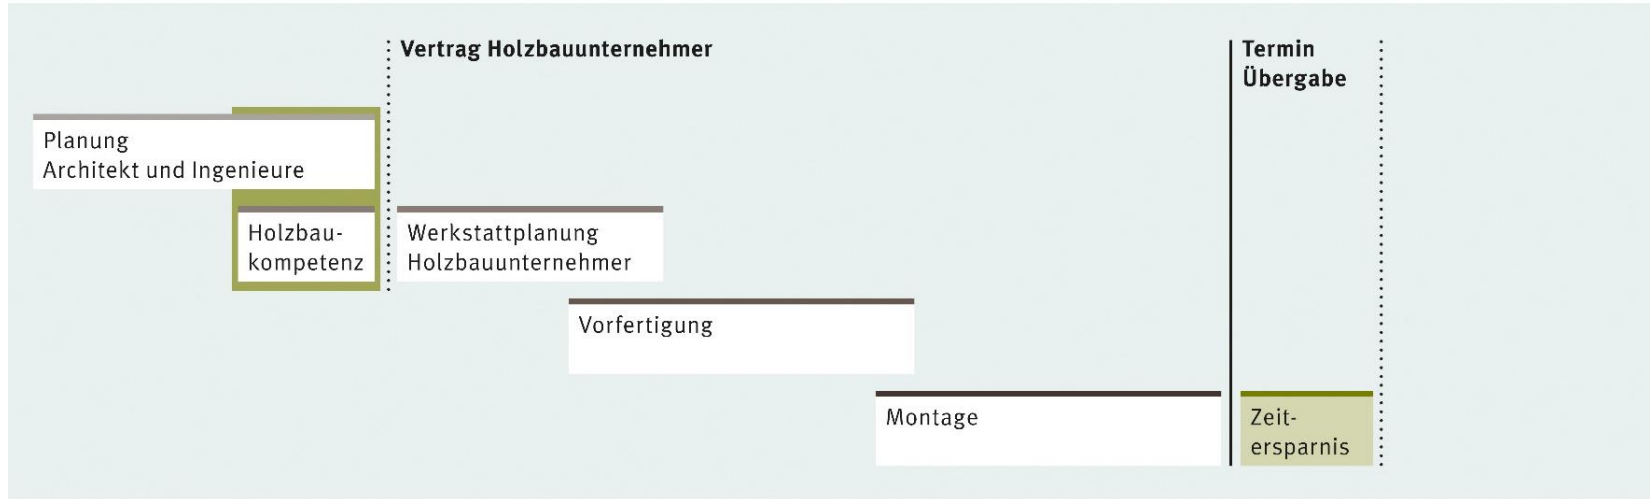 Vertrag Holzbauunternehmer
Termin
Übergabe
Planung
Architekt und Ingenieure
Holzbau-
kompetenz
Werkstattplanung
Holzbauunternehmer
Vorfertigung
Montage
Zeit-
ersparnis